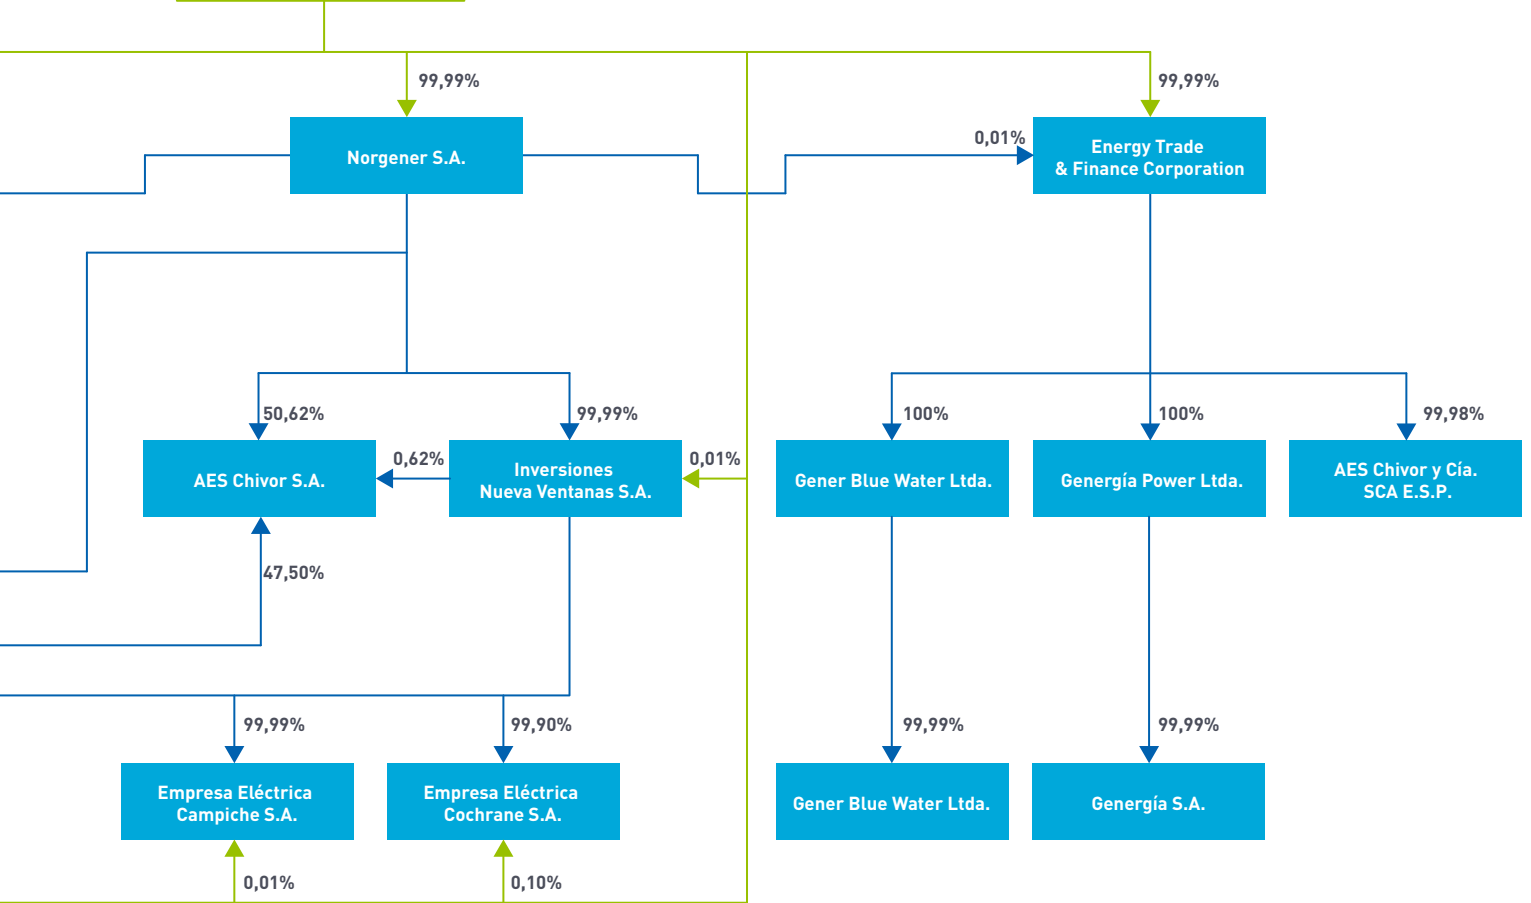 99,99%
99,99%
0,01%
Norgener S.A.
Energy Trade
& Finance Corporation
50,62%
99,99%
100%
100%
99,98%
0,62%
0,01%
AES Chivor S.A.
Inversiones
Nueva Ventanas S.A.
Gener Blue Water Ltda.
Genergía Power Ltda.
AES Chivor y Cía.
SCA E.S.P.
47,50%
99,99%
99,90%
99,99%
99,99%
Empresa Eléctrica
Campiche S.A.
Empresa Eléctrica
Cochrane S.A.
Gener Blue Water Ltda.
Genergía S.A.
0,01%
0,10%